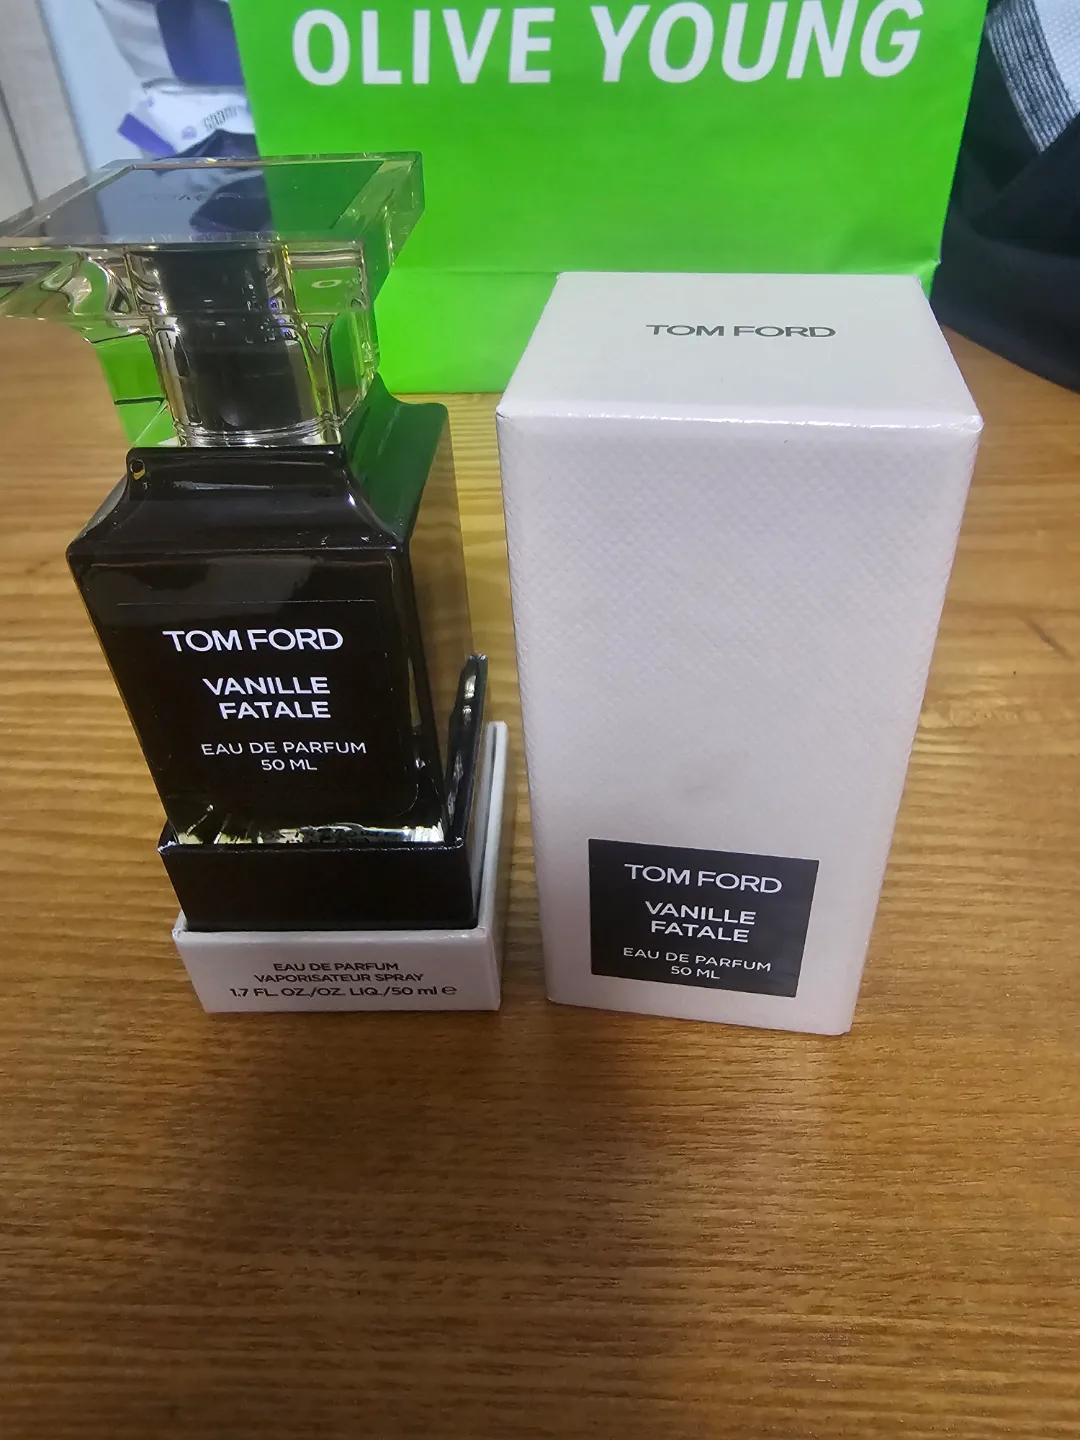 OLIVE YOUNG
TOM FORD
TOM FORD
VANILLE
FATALE
EAU DE PARFUM
50 ML
EAU DE PARFUM
VAPORISATEUR SPRAY
1.7 FL. OZ./OZ. LIQ./50 ml ℮
TOM FORD
VANILLE
FATALE
EAU DE PARFUM
50 ML